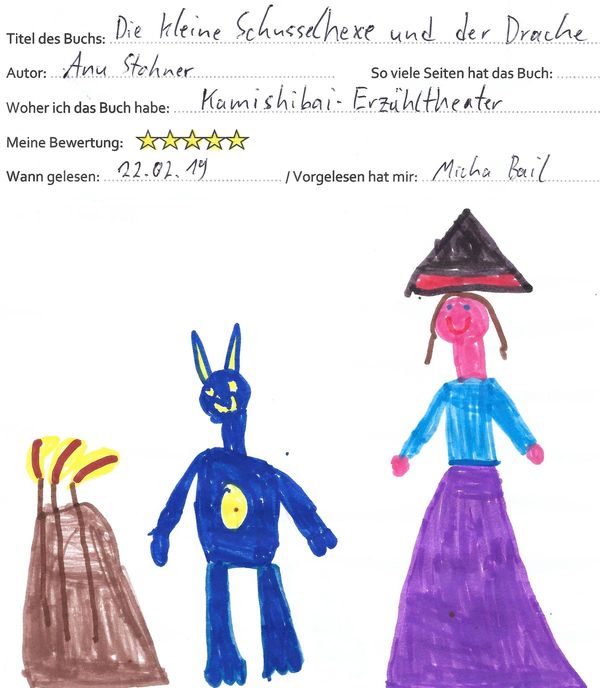 Titel des Buchs: Die kleine Schusselhexe und der Drache
Autor: Anu Stohner So viele Seiten hat das Buch:
Woher ich das Buch habe: Kamishibai-Erzähltheater
Meine Bewertung:
Wann gelesen: 22.02.19 / Vorgelesen hat mir: Micha Bail